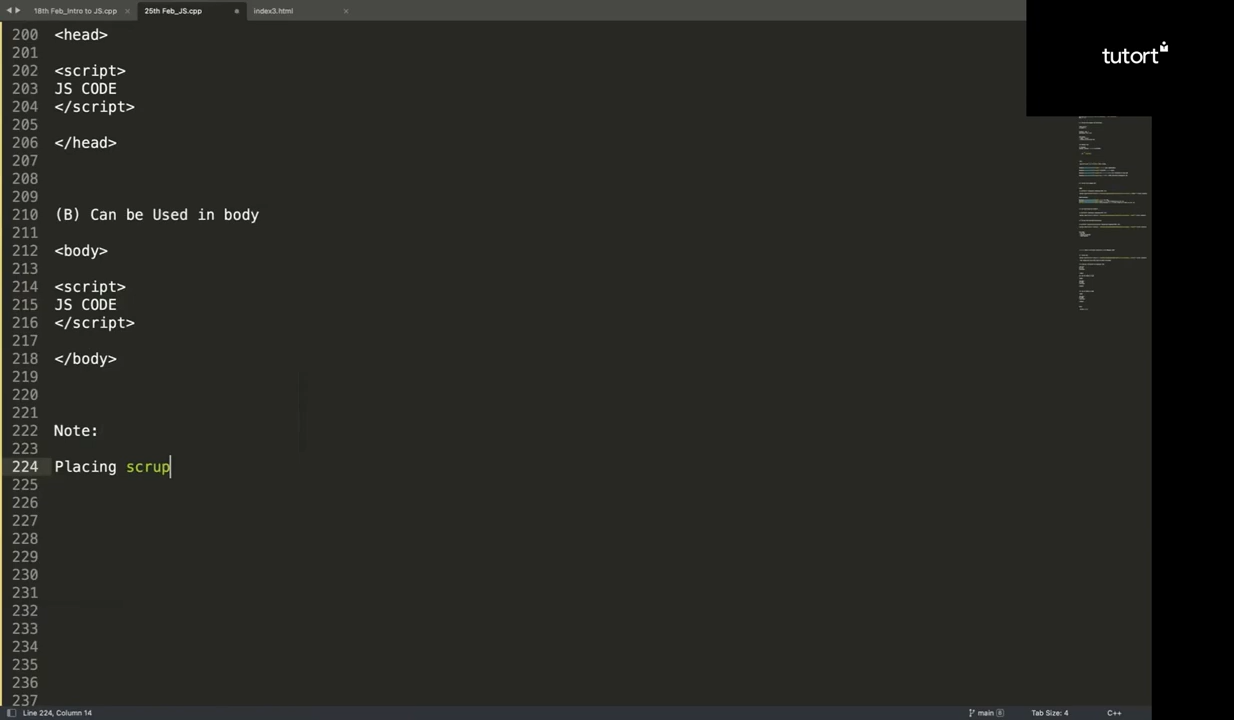 18th Feb_Intro to JS.cpp
25th Feb_JS.cpp
index3.html
tutort
200 <head>
201
202 <script>
203 JS CODE
204 </script>
205
206 </head>
207
208
209
210 (B) Can be Used in body
211
212 <body>
213
214 <script>
215 JS CODE
216 </script>
217
218 </body>
219
220
221
222 Note:
223
224 Placing scrup
225
226
227
228
229
230
231
232
233
234
235
236
237
Line 224, Column 14
main 8
Tab Size: 4
C++